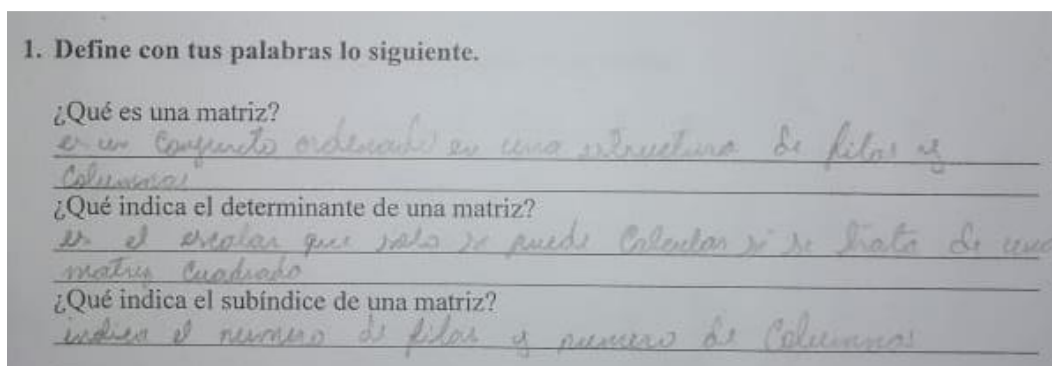 1. Define con tus palabras lo siguiente.
¿Qué es una matriz?
es un conjunto ordenado en una estructura de filas y
columnas
¿Qué indica el determinante de una matriz?
es el escalar que solo se puede calcular si se trata de una
matriz cuadrado
¿Qué indica el subíndice de una matriz?
indica el numero de filas y numero de columnas